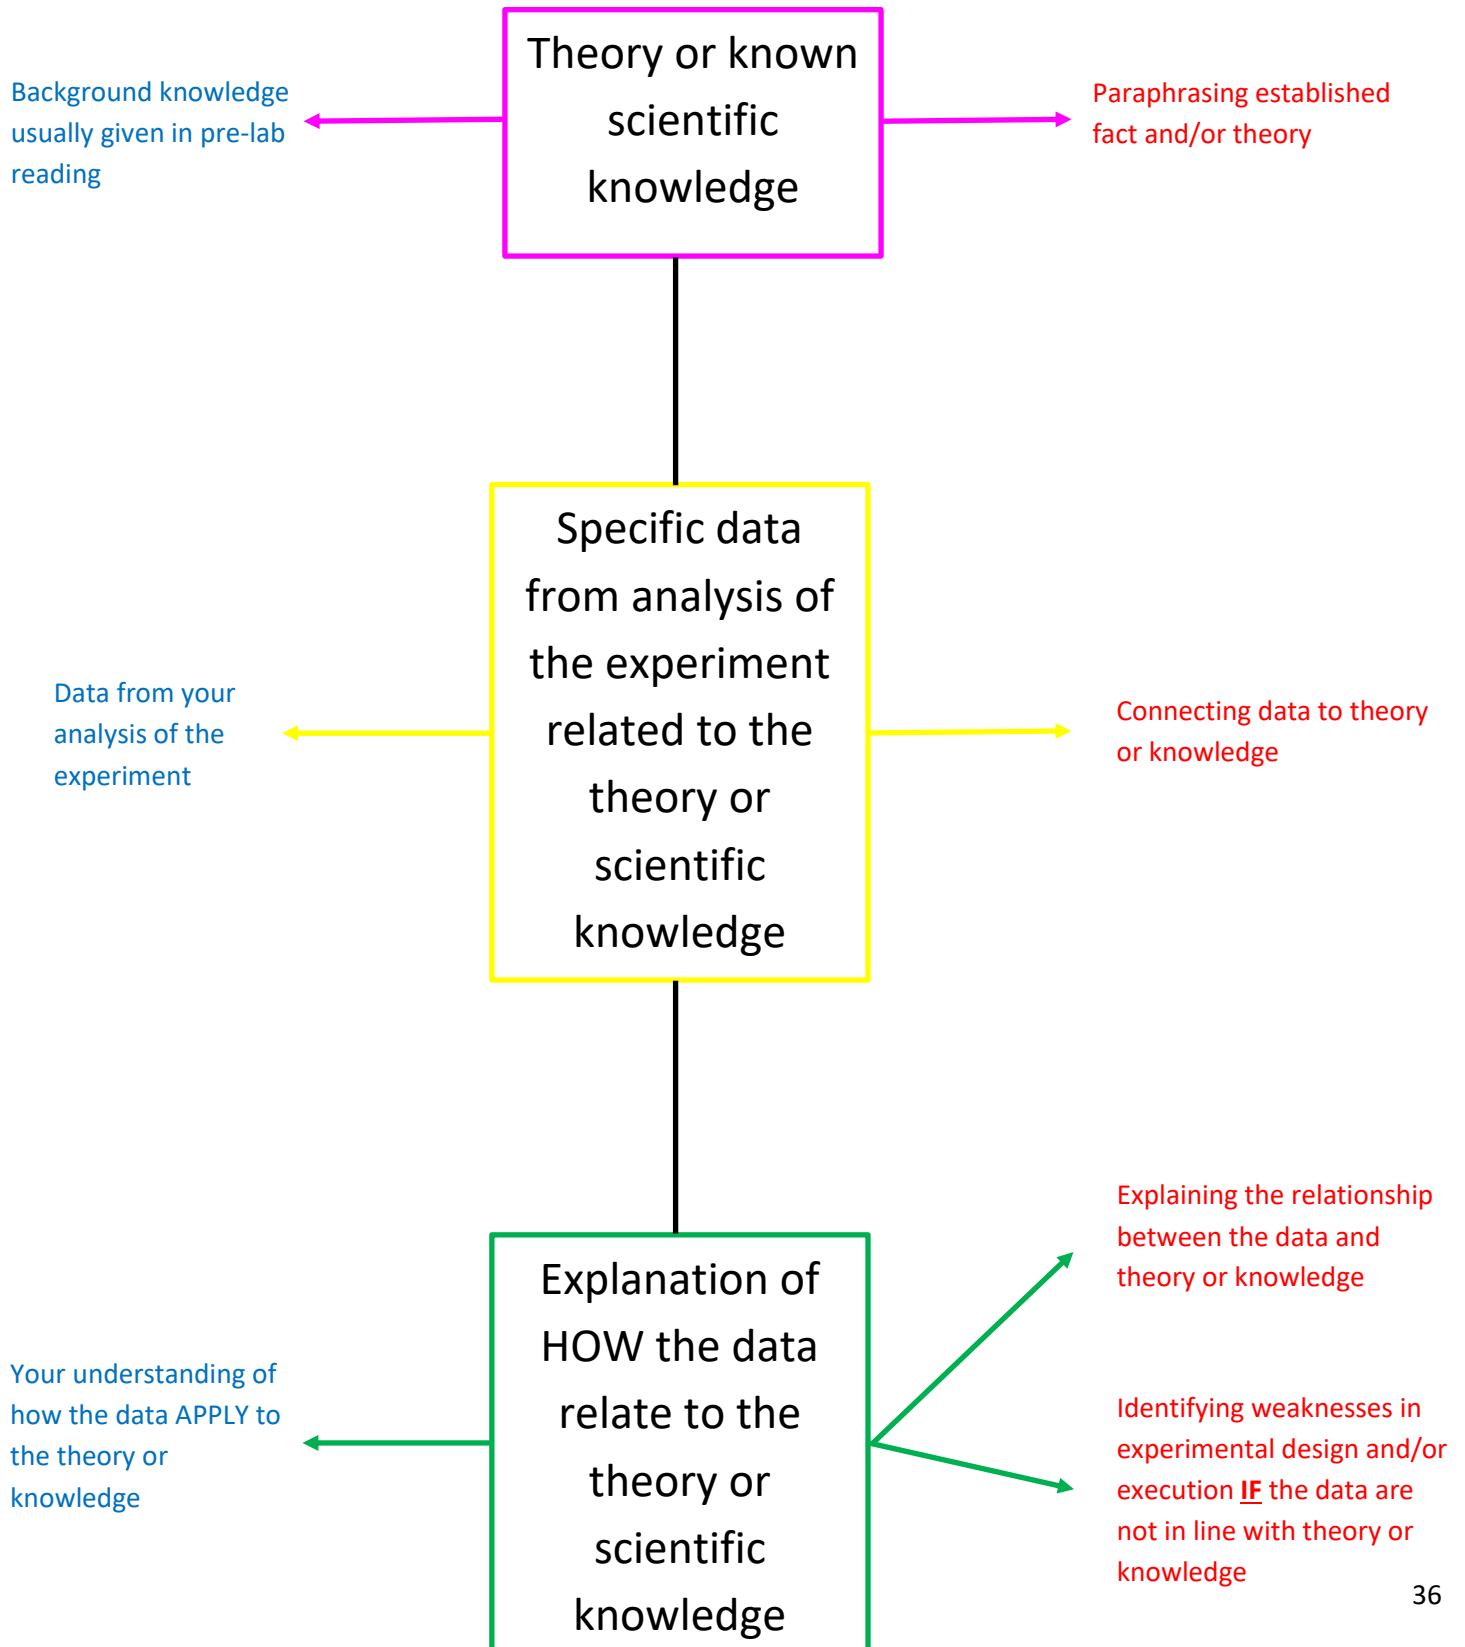 Theory or known
scientific
knowledge
Background knowledge
usually given in pre-lab
reading
Paraphrasing established
fact and/or theory
Specific data
from analysis of
the experiment
related to the
theory or
scientific
knowledge
Data from your
analysis of the
experiment
Connecting data to theory
or knowledge
Explanation of
HOW the data
relate to the
theory or
scientific
knowledge
Your understanding of
how the data APPLY to
the theory or
knowledge
Explaining the relationship
between the data and
theory or knowledge
Identifying weaknesses in
experimental design and/or
execution IF the data are
not in line with theory or
knowledge
36